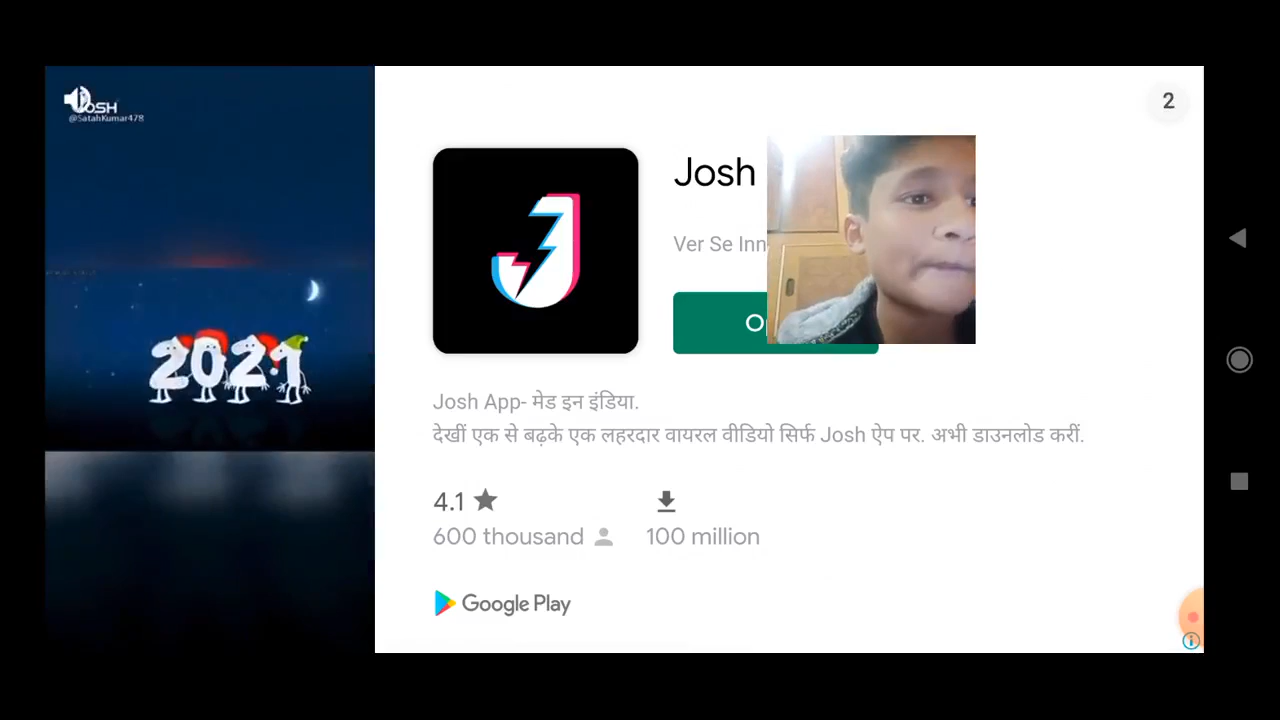 JOSH
@SatahKumar478
2021
2
Josh
Ver Se Inn
Josh App- मेड इन इंडिया.
देखीं एक से बढ़के एक लहरदार वायरल वीडियो सिर्फ Josh ऐप पर. अभी डाउनलोड करीं.
4.1
600 thousand
100 million
Google Play